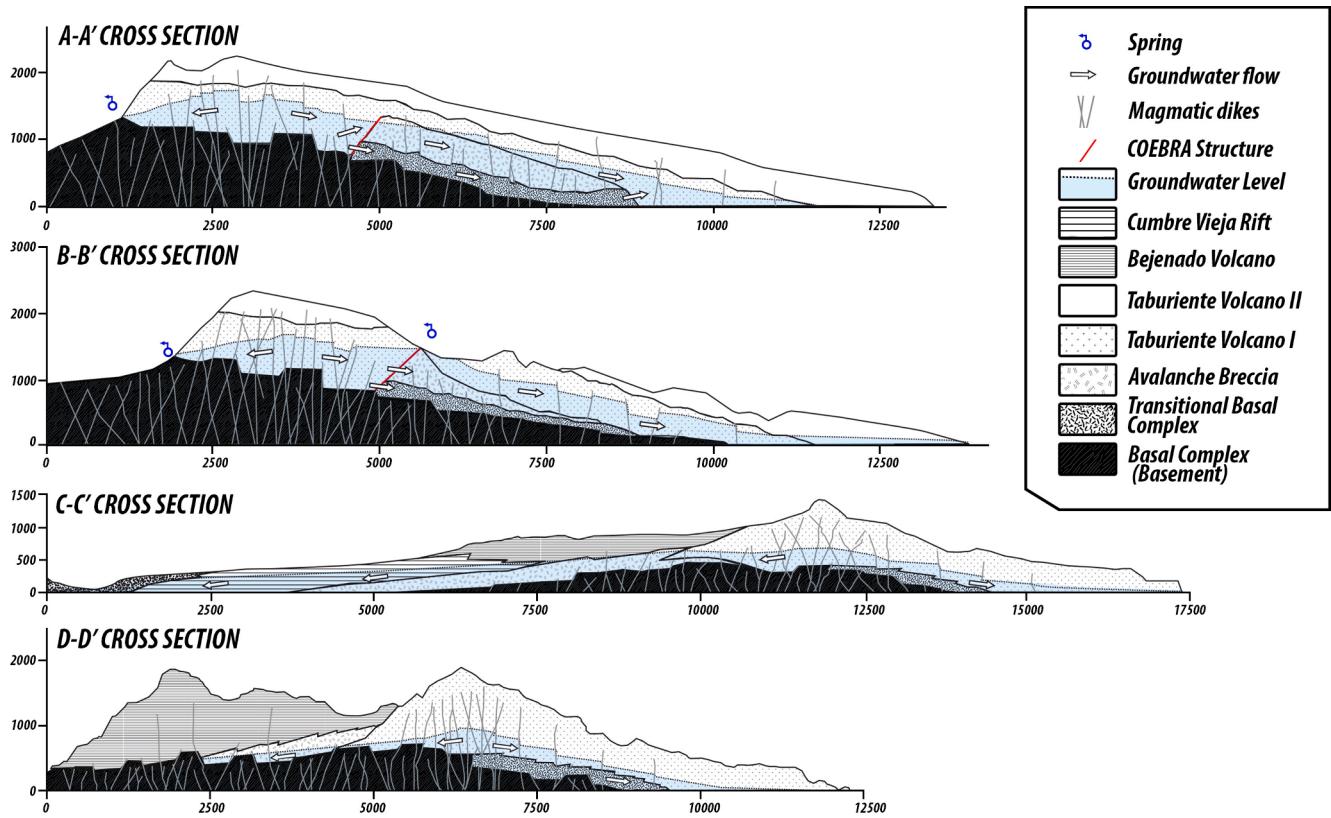 A-A' CROSS SECTION
2000
1000
0
0 2500 5000 7500 10000 12500
B-B' CROSS SECTION
3000
2000
1000
0
0 2500 5000 7500 10000 12500
C-C' CROSS SECTION
1500
1000
500
0
0 2500 5000 7500 10000 12500 15000 17500
D-D' CROSS SECTION
2000
1000
0
0 2500 5000 7500 10000 12500
Spring
Groundwater flow
Magmatic dikes
COEBRA Structure
Groundwater Level
Cumbre Vieja Rift
Bejenado Volcano
Taburiente Volcano II
Taburiente Volcano I
Avalanche Breccia
Transitional Basal
Complex
Basal Complex
(Basement)